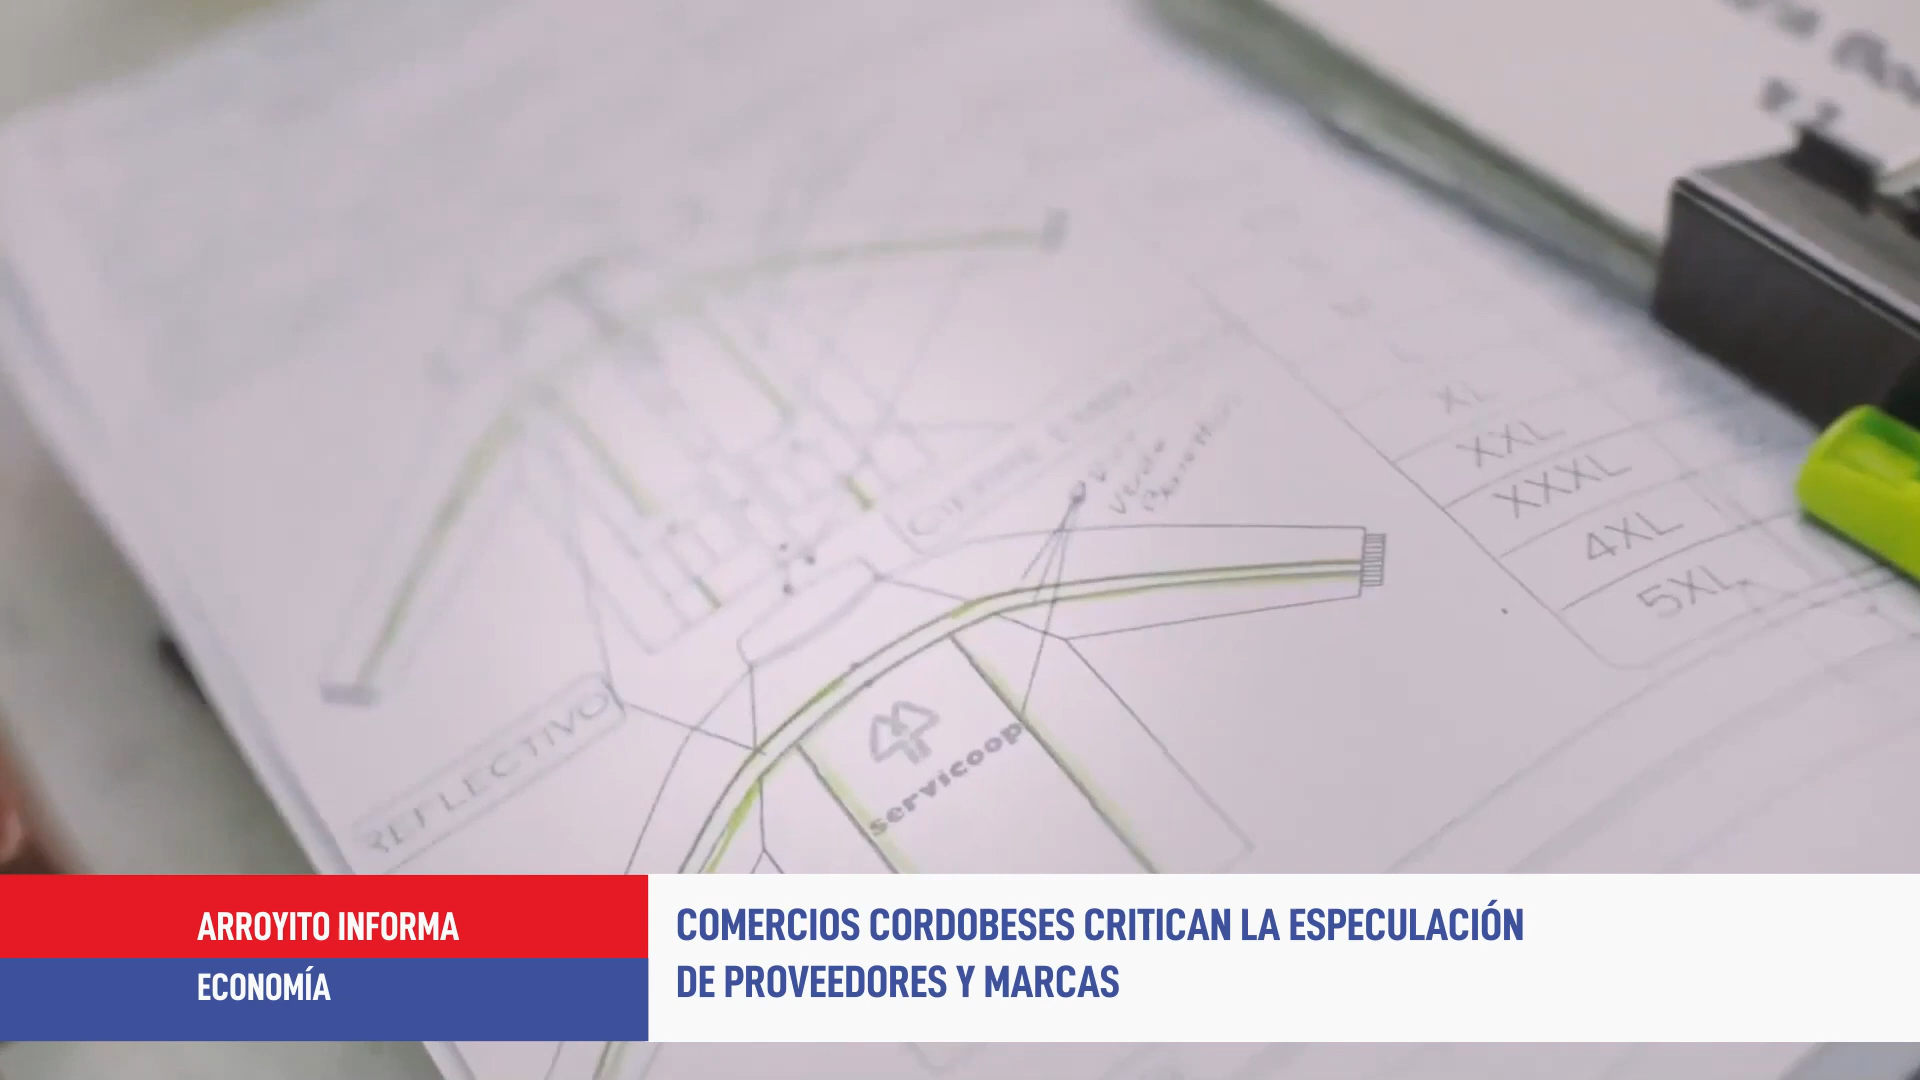 XL
XXL
XXXL
4XL
5XL
REFLECTIVO
servicoop
ARROYITO INFORMA
ECONOMÍA
COMERCIOS CORDOBESES CRITICAN LA ESPECULACIÓN
DE PROVEEDORES Y MARCAS